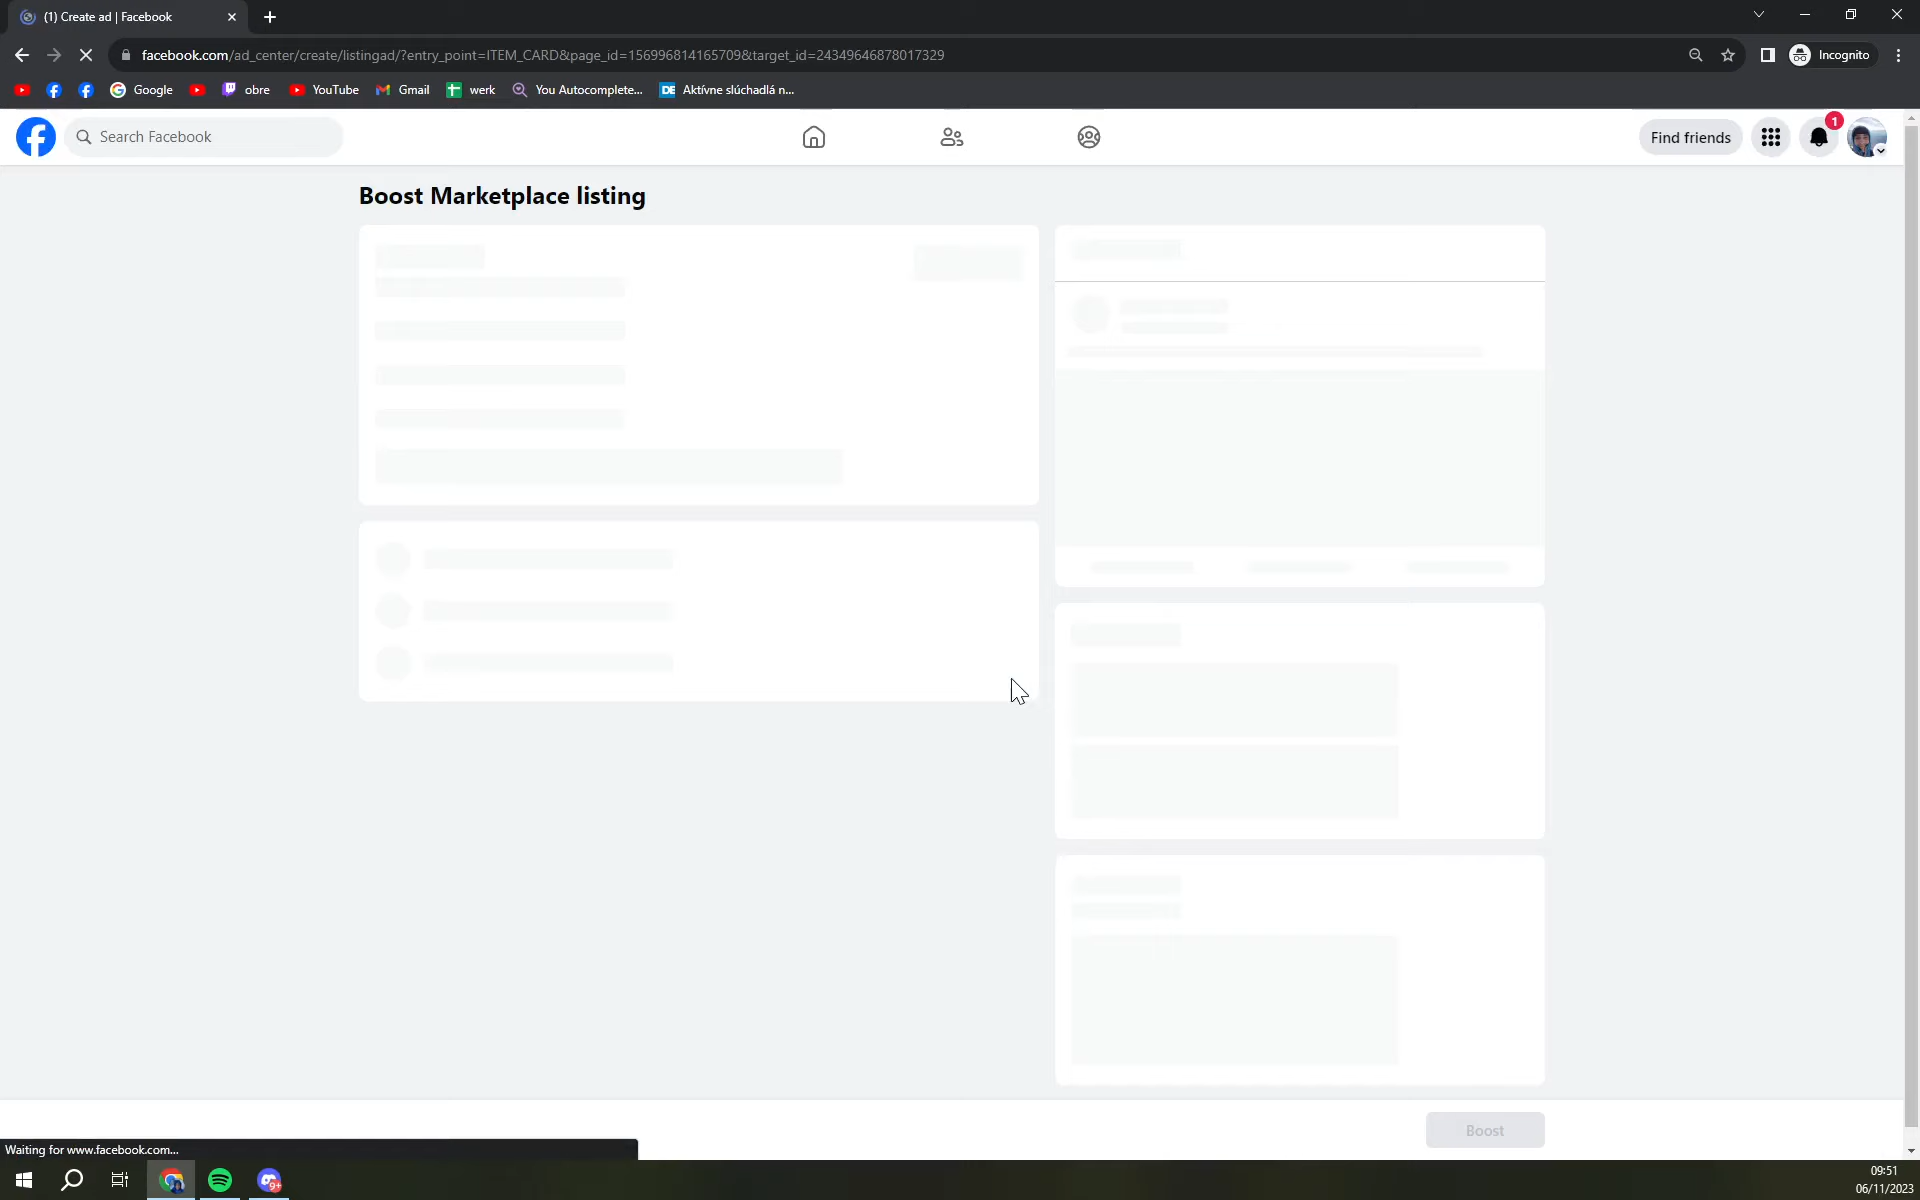 (1) Create ad | Facebook
facebook.com/ad_center/create/listingad/?entry_point=ITEM_CARD&page_id=156996814165709&target_id=24349646878017329
Incognito
Google
obre
YouTube
Gmail
werk
You Autocomplete...
DE
Aktívne slúchadlá n...
Search Facebook
Find friends
1
Boost Marketplace listing
Boost
Waiting for www.facebook.com...
9+
09:51
06/11/2023